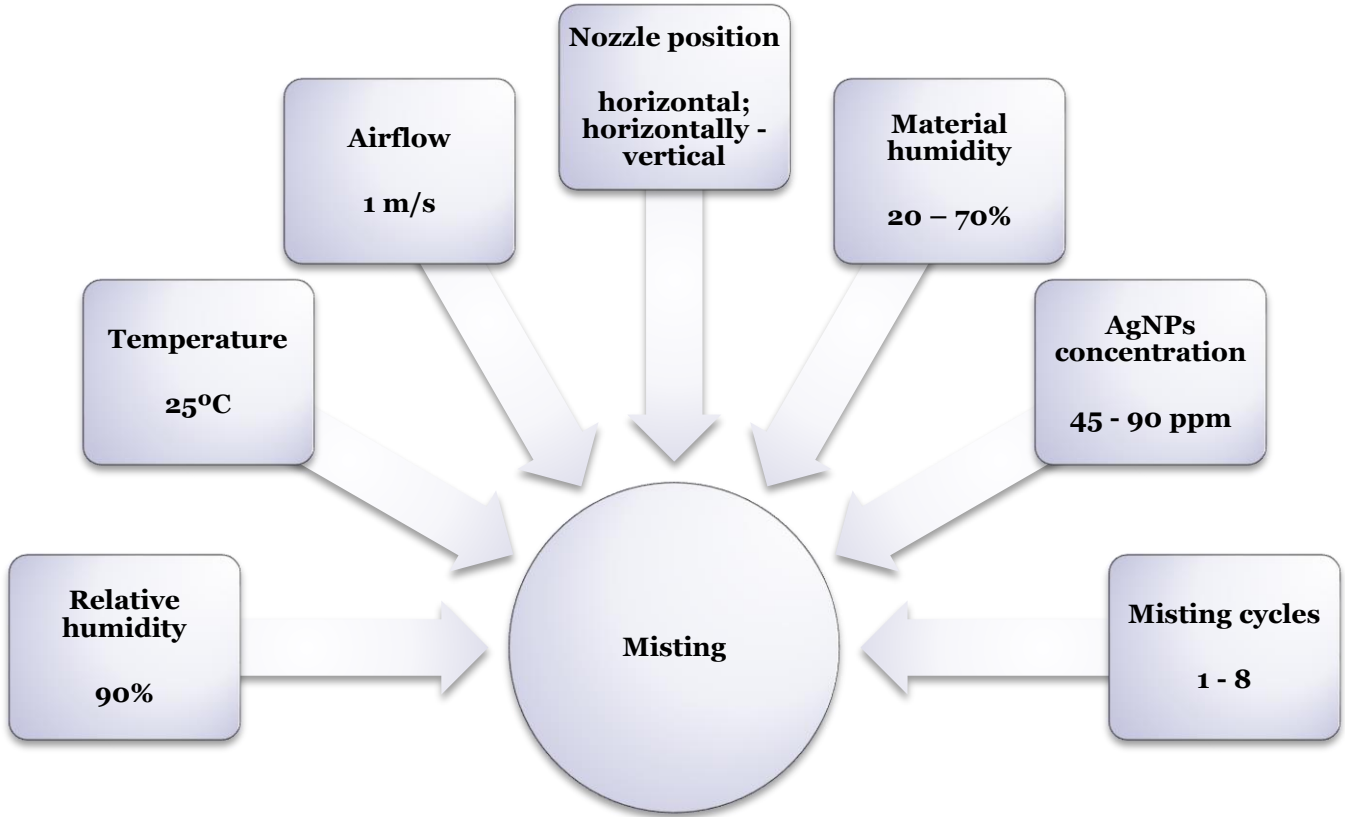 Nozzle position
horizontal;
horizontally -
vertical
Airflow
1 m/s
Material
humidity
20 – 70%
Temperature
25ºC
AgNPs
concentration
45 - 90 ppm
Relative
humidity
90%
Misting
Misting cycles
1 - 8